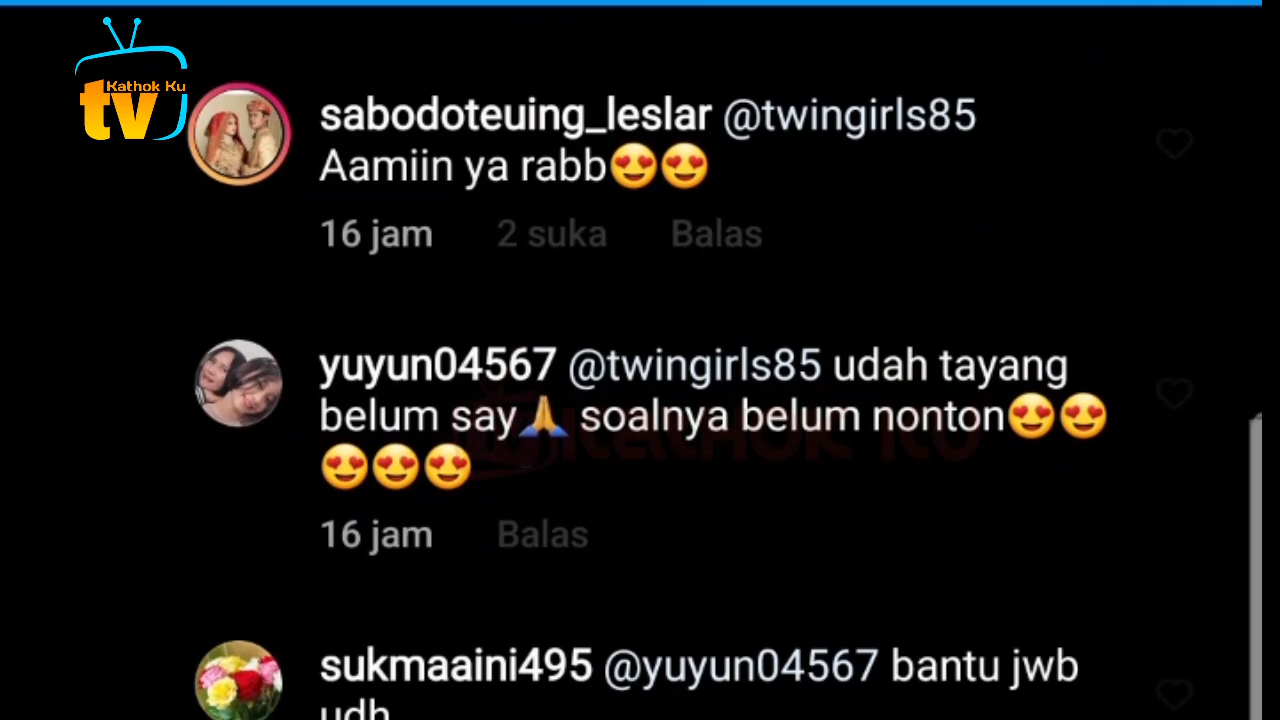 Kathok Ku
tv
sabodoteuing_leslar @twingirls85
Aamiin ya rabb😍😍
16 jam 2 suka Balas
yuyun04567 @twingirls85 udah tayang
belum say🙏 soalnya belum nonton😍😍
😍😍😍
16 jam Balas
sukmaaini495 @yuyun04567 bantu jwb
udh